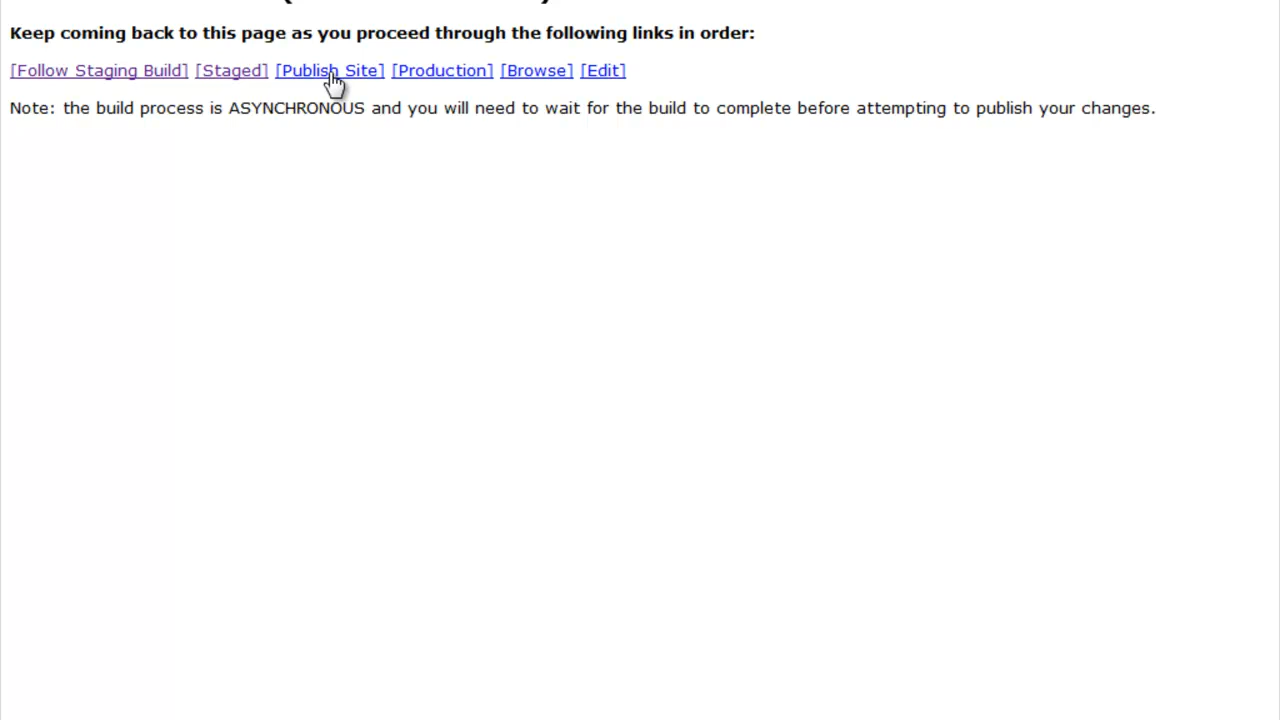 Keep coming back to this page as you proceed through the following links in order:
[Follow Staging Build] [Staged] [Publish Site] [Production] [Browse] [Edit]
Note: the build process is ASYNCHRONOUS and you will need to wait for the build to complete before attempting to publish your changes.